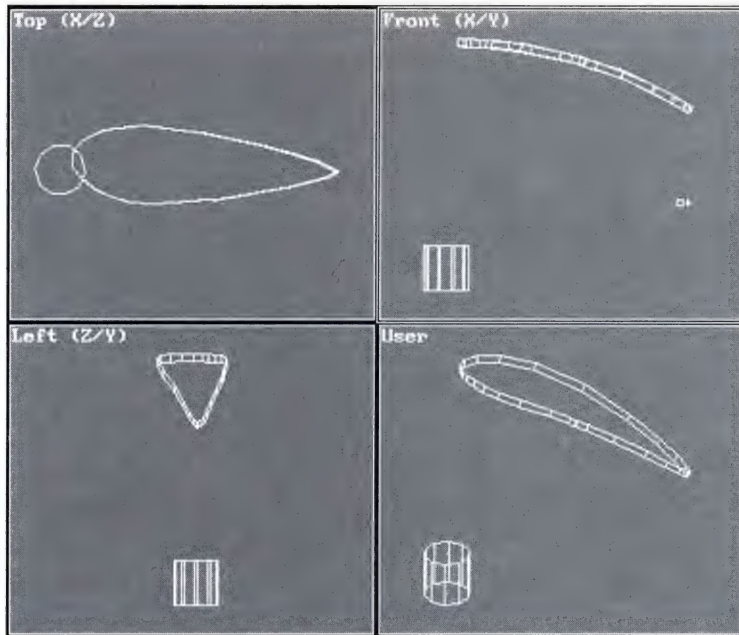 Top (X/Z)
Front (X/Y)
Left (Z/Y)
User